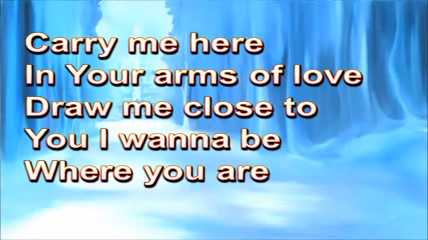 Carry me here
In Your arms of love
Draw me close to
You I wanna be
Where you are